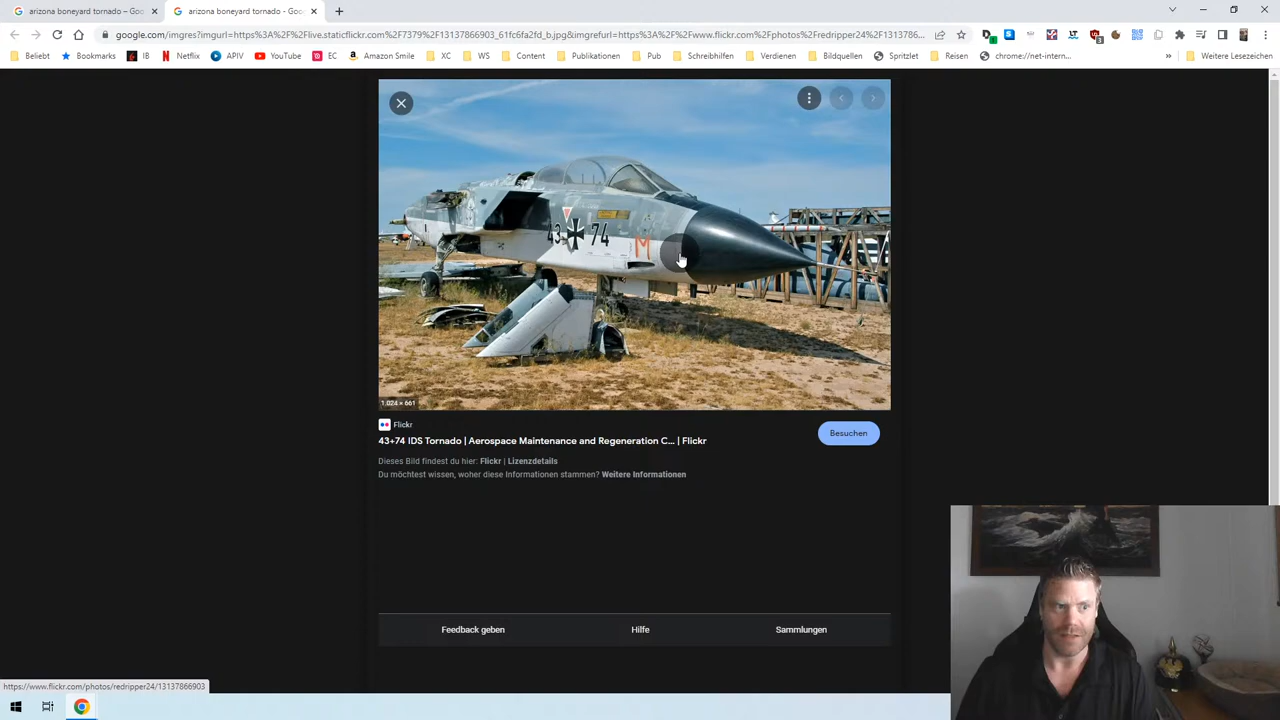 arizona boneyard tornado – Goo
arizona boneyard tornado - Goo
google.com/imgres?imgurl=https%3A%2F%2Flive.staticflickr.com%2F7379%2F13137866903_61fc6fa2fd_b.jpg&imgrefurl=https%3A%2F%2Fwww.flickr.com%2Fphotos%2Fredripper24%2F1313786...
Beliebt
Bookmarks
IB
Netflix
APIV
YouTube
EC
Amazon Smile
XC
WS
Content
Publikationen
Pub
Schreibhilfen
Bildquellen
Verdienen
Spritzlet
Reisen
chrome://net-intern...
»
Weitere Lesezeichen
43 74
M
1.024 × 661
Flickr
43+74 IDS Tornado | Aerospace Maintenance and Regeneration C... | Flickr
Besuchen
Dieses Bild findest du hier: Flickr | Lizenzdetails
Du möchtest wissen, woher diese Informationen stammen? Weitere Informationen
Feedback geben
Hilfe
Sammlungen
https://www.flickr.com/photos/redripper24/13137866903